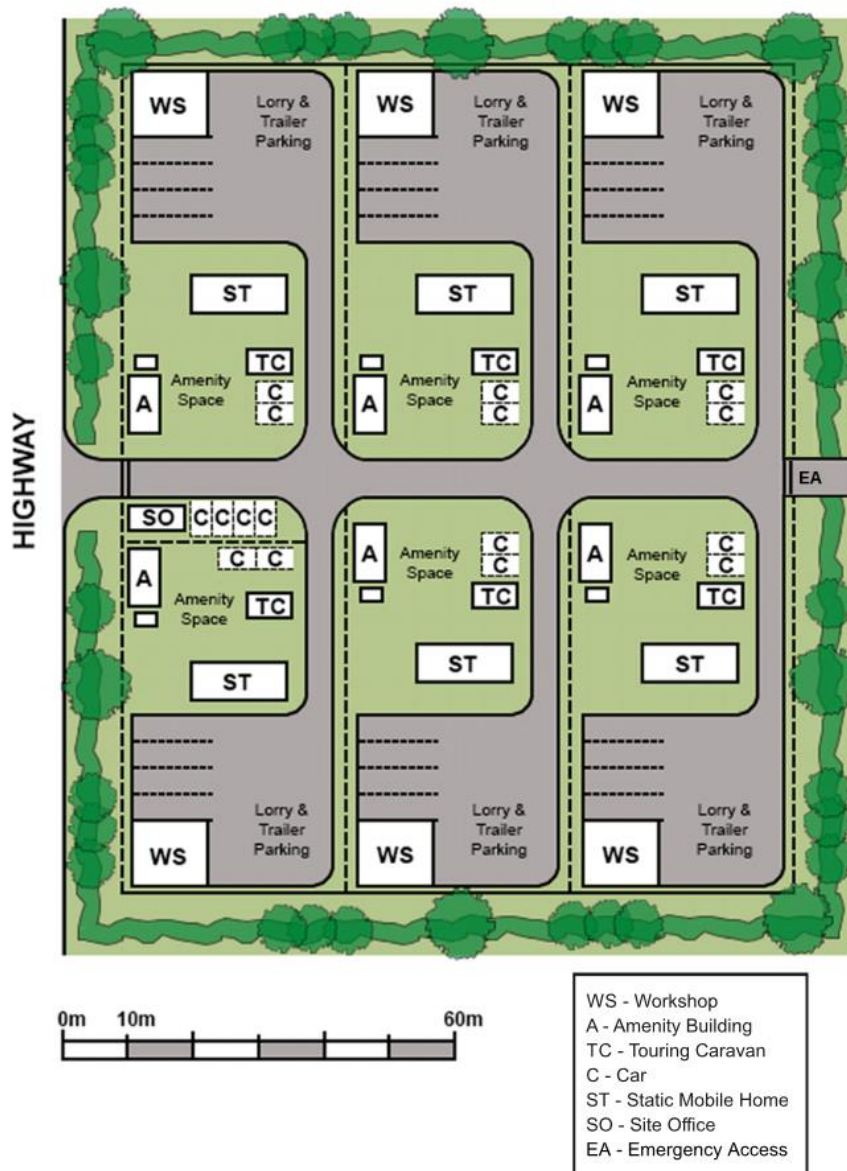 WS
Lorry &
Trailer
Parking
WS
Lorry &
Trailer
Parking
WS
Lorry &
Trailer
Parking
ST
ST
ST
TC
TC
TC
Amenity
Space
A
C
C
Amenity
Space
A
C
C
Amenity
Space
A
C
C
HIGHWAY
EA
SO
C C C C
C C
A
Amenity
Space
TC
ST
A
Amenity
Space
C
C
TC
ST
A
Amenity
Space
C
C
TC
ST
Lorry &
Trailer
Parking
WS
Lorry &
Trailer
Parking
WS
Lorry &
Trailer
Parking
WS
0m 10m 60m
WS - Workshop
A - Amenity Building
TC - Touring Caravan
C - Car
ST - Static Mobile Home
SO - Site Office
EA - Emergency Access